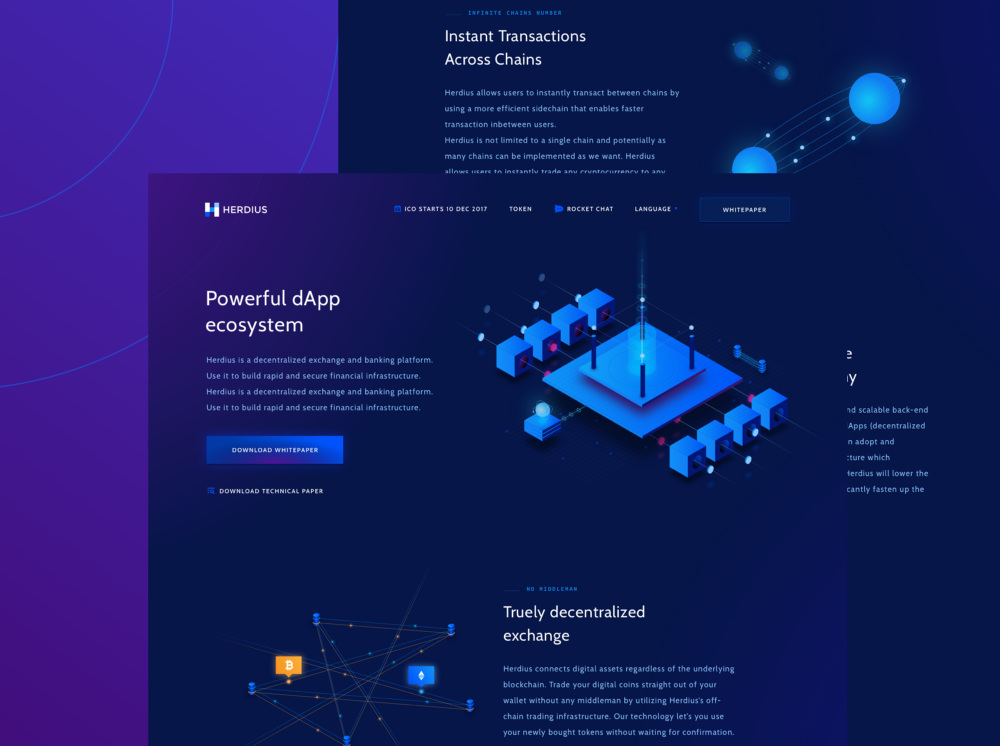 INFINITE CHAINS NUMBER
Instant Transactions
Across Chains
Herdius allows users to instantly transact between chains by
using a more efficient sidechain that enables faster
transaction inbetween users.
Herdius is not limited to a single chain and potentially as
many chains can be implemented as we want. Herdius
allows users to instantly trade any cryptocurrency to any
HERDIUS
ICO STARTS 10 DEC 2017
TOKEN
ROCKET CHAT
LANGUAGE
WHITEPAPER
Powerful dApp
ecosystem
Herdius is a decentralized exchange and banking platform.
Use it to build rapid and secure financial infrastructure.
Herdius is a decentralized exchange and banking platform.
Use it to build rapid and secure financial infrastructure.
DOWNLOAD WHITEPAPER
DOWNLOAD TECHNICAL PAPER
nd scalable back-end
Apps (decentralized
n adopt and
cture which
Herdius will lower the
cantly fasten up the
NO MIDDLEMAN
Truely decentralized
exchange
Herdius connects digital assets regardless of the underlying
blockchain. Trade your digital coins straight out of your
wallet without any middleman by utilizing Herdius's off-
chain trading infrastructure. Our technology let's you use
your newly bought tokens without waiting for confirmation.